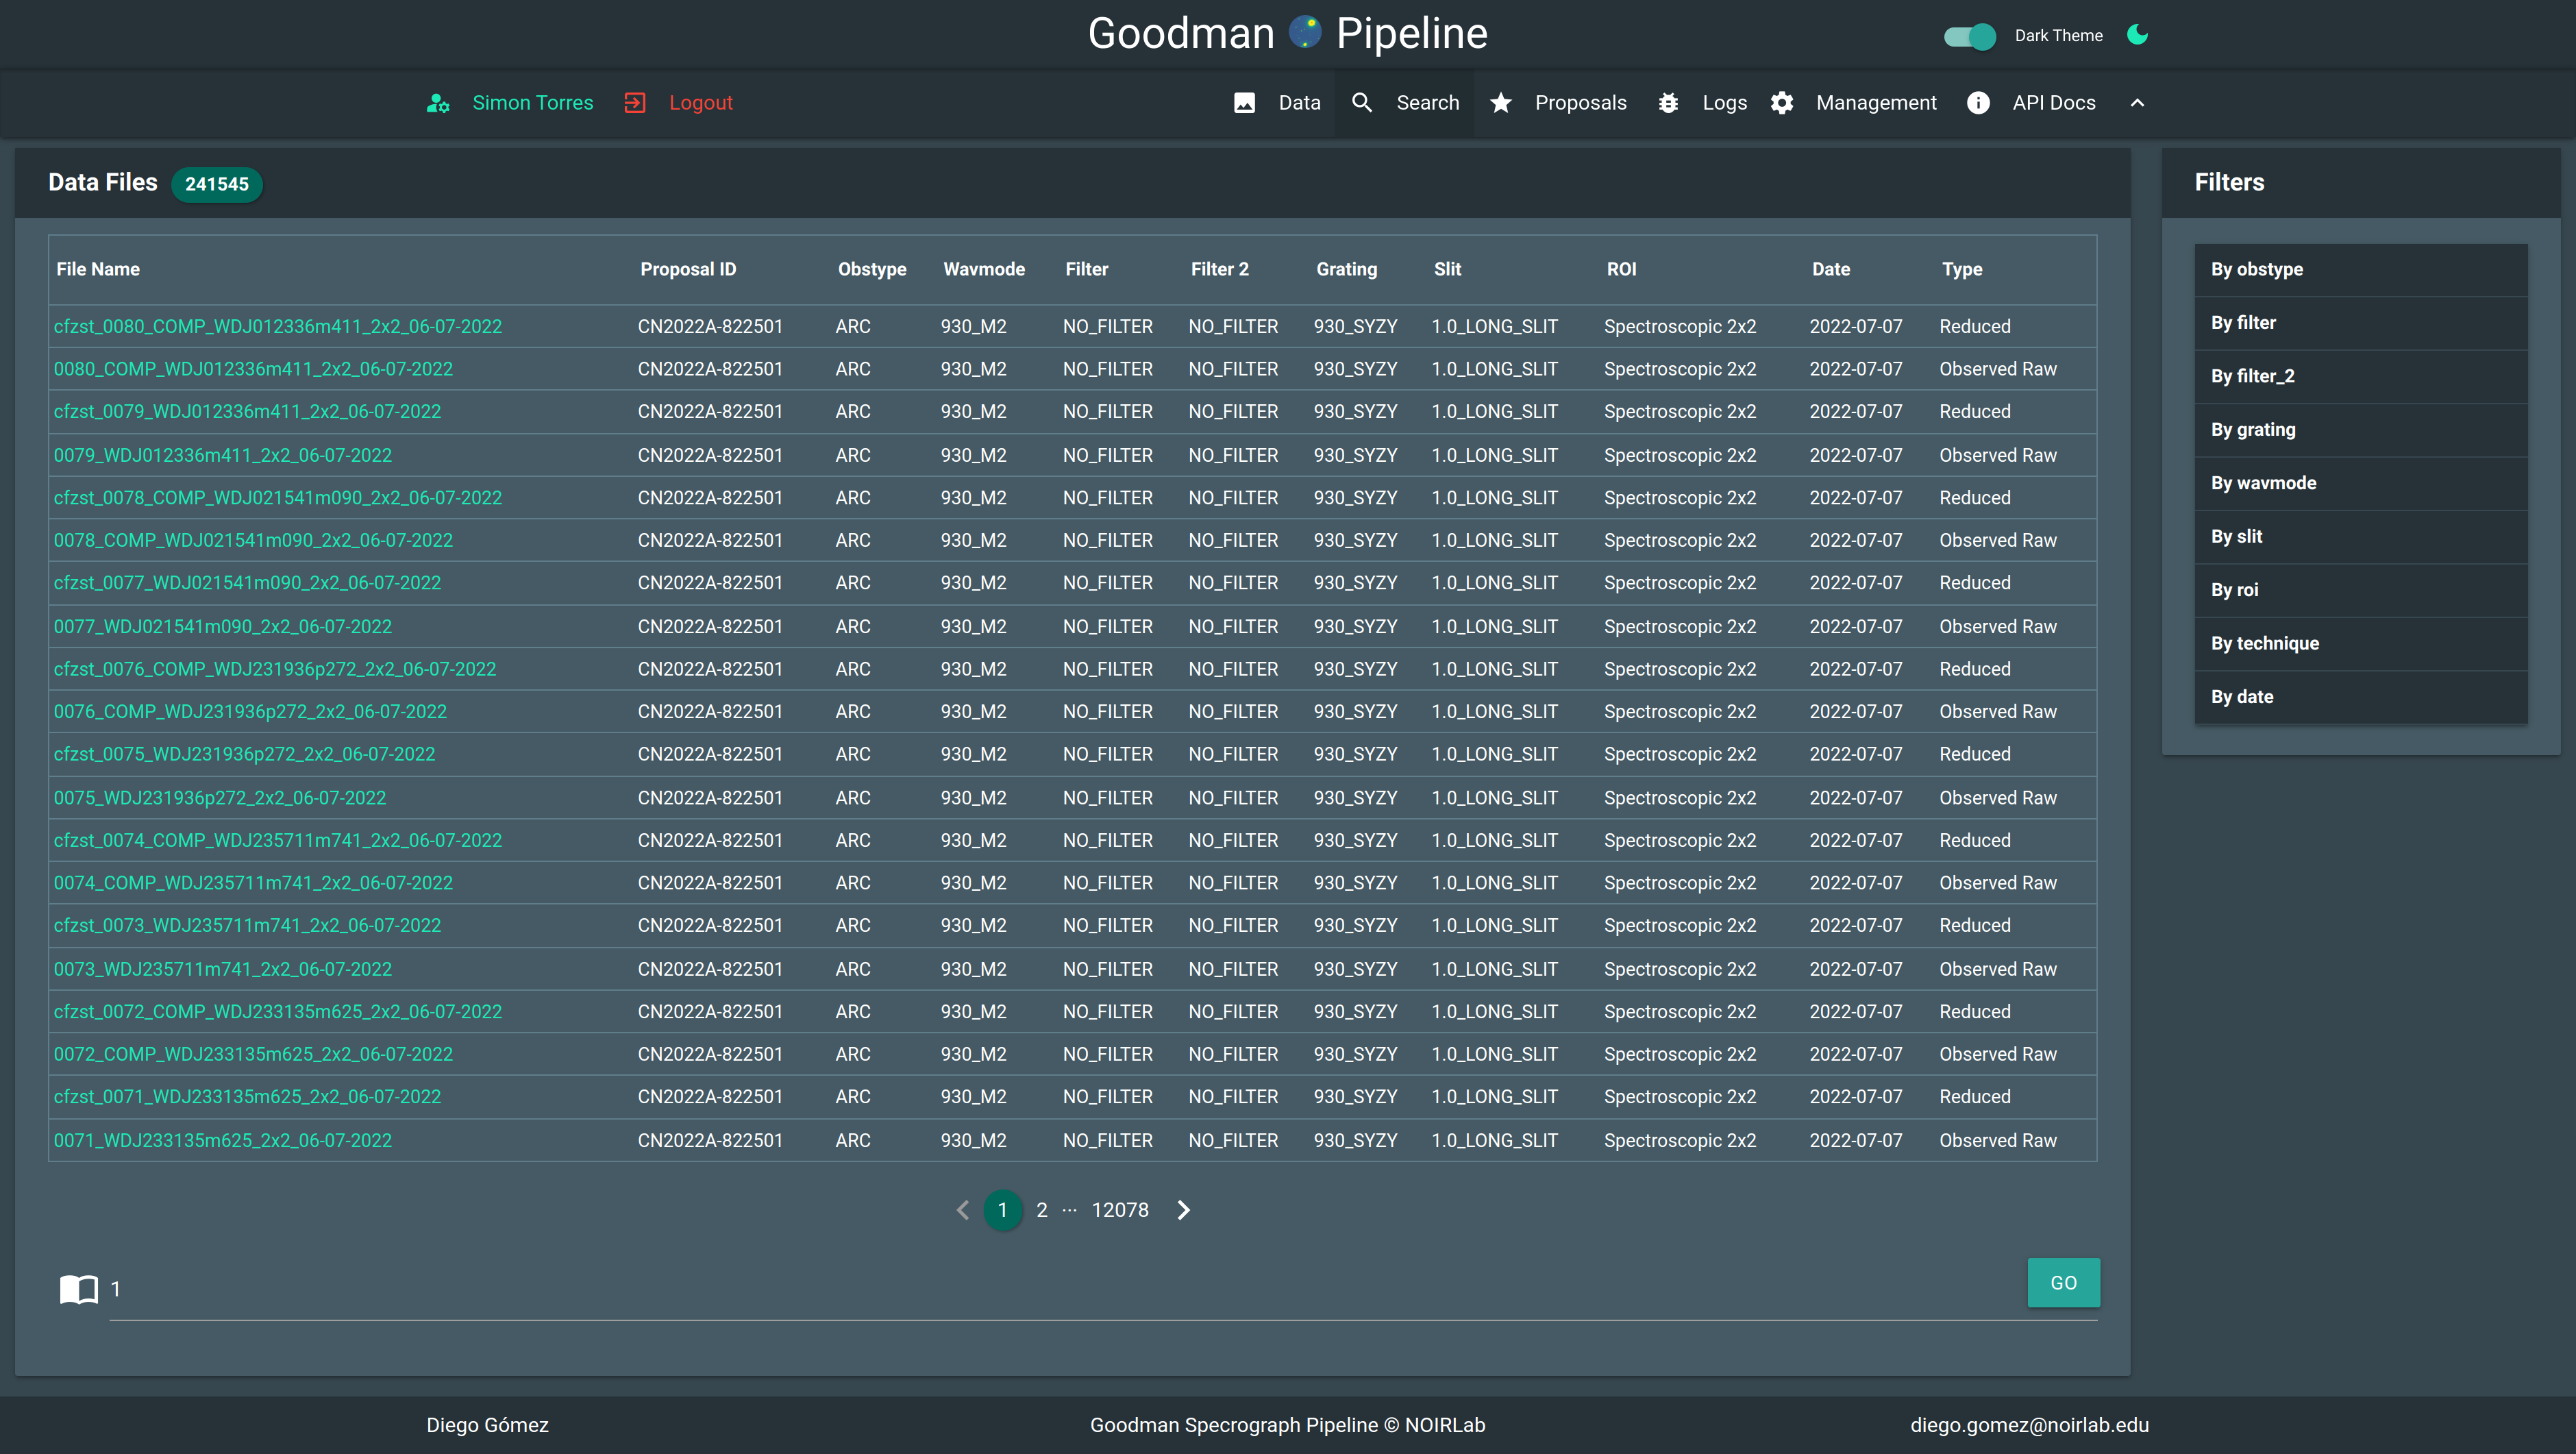 Goodman Pipeline
Dark Theme
Simon Torres Logout Data Search Proposals Logs Management API Docs
Data Files 241545
File Name Proposal ID Obstype Wavmode Filter Filter 2 Grating Slit ROI Date Type
cfzst_0080_COMP_WDJ012336m411_2x2_06-07-2022 CN2022A-822501 ARC 930_M2 NO_FILTER NO_FILTER 930_SYZY 1.0_LONG_SLIT Spectroscopic 2x2 2022-07-07 Reduced
0080_COMP_WDJ012336m411_2x2_06-07-2022 CN2022A-822501 ARC 930_M2 NO_FILTER NO_FILTER 930_SYZY 1.0_LONG_SLIT Spectroscopic 2x2 2022-07-07 Observed Raw
cfzst_0079_WDJ012336m411_2x2_06-07-2022 CN2022A-822501 ARC 930_M2 NO_FILTER NO_FILTER 930_SYZY 1.0_LONG_SLIT Spectroscopic 2x2 2022-07-07 Reduced
0079_WDJ012336m411_2x2_06-07-2022 CN2022A-822501 ARC 930_M2 NO_FILTER NO_FILTER 930_SYZY 1.0_LONG_SLIT Spectroscopic 2x2 2022-07-07 Observed Raw
cfzst_0078_COMP_WDJ021541m090_2x2_06-07-2022 CN2022A-822501 ARC 930_M2 NO_FILTER NO_FILTER 930_SYZY 1.0_LONG_SLIT Spectroscopic 2x2 2022-07-07 Reduced
0078_COMP_WDJ021541m090_2x2_06-07-2022 CN2022A-822501 ARC 930_M2 NO_FILTER NO_FILTER 930_SYZY 1.0_LONG_SLIT Spectroscopic 2x2 2022-07-07 Observed Raw
cfzst_0077_WDJ021541m090_2x2_06-07-2022 CN2022A-822501 ARC 930_M2 NO_FILTER NO_FILTER 930_SYZY 1.0_LONG_SLIT Spectroscopic 2x2 2022-07-07 Reduced
0077_WDJ021541m090_2x2_06-07-2022 CN2022A-822501 ARC 930_M2 NO_FILTER NO_FILTER 930_SYZY 1.0_LONG_SLIT Spectroscopic 2x2 2022-07-07 Observed Raw
cfzst_0076_COMP_WDJ231936p272_2x2_06-07-2022 CN2022A-822501 ARC 930_M2 NO_FILTER NO_FILTER 930_SYZY 1.0_LONG_SLIT Spectroscopic 2x2 2022-07-07 Reduced
0076_COMP_WDJ231936p272_2x2_06-07-2022 CN2022A-822501 ARC 930_M2 NO_FILTER NO_FILTER 930_SYZY 1.0_LONG_SLIT Spectroscopic 2x2 2022-07-07 Observed Raw
cfzst_0075_WDJ231936p272_2x2_06-07-2022 CN2022A-822501 ARC 930_M2 NO_FILTER NO_FILTER 930_SYZY 1.0_LONG_SLIT Spectroscopic 2x2 2022-07-07 Reduced
0075_WDJ231936p272_2x2_06-07-2022 CN2022A-822501 ARC 930_M2 NO_FILTER NO_FILTER 930_SYZY 1.0_LONG_SLIT Spectroscopic 2x2 2022-07-07 Observed Raw
cfzst_0074_COMP_WDJ235711m741_2x2_06-07-2022 CN2022A-822501 ARC 930_M2 NO_FILTER NO_FILTER 930_SYZY 1.0_LONG_SLIT Spectroscopic 2x2 2022-07-07 Reduced
0074_COMP_WDJ235711m741_2x2_06-07-2022 CN2022A-822501 ARC 930_M2 NO_FILTER NO_FILTER 930_SYZY 1.0_LONG_SLIT Spectroscopic 2x2 2022-07-07 Observed Raw
cfzst_0073_WDJ235711m741_2x2_06-07-2022 CN2022A-822501 ARC 930_M2 NO_FILTER NO_FILTER 930_SYZY 1.0_LONG_SLIT Spectroscopic 2x2 2022-07-07 Reduced
0073_WDJ235711m741_2x2_06-07-2022 CN2022A-822501 ARC 930_M2 NO_FILTER NO_FILTER 930_SYZY 1.0_LONG_SLIT Spectroscopic 2x2 2022-07-07 Observed Raw
cfzst_0072_COMP_WDJ233135m625_2x2_06-07-2022 CN2022A-822501 ARC 930_M2 NO_FILTER NO_FILTER 930_SYZY 1.0_LONG_SLIT Spectroscopic 2x2 2022-07-07 Reduced
0072_COMP_WDJ233135m625_2x2_06-07-2022 CN2022A-822501 ARC 930_M2 NO_FILTER NO_FILTER 930_SYZY 1.0_LONG_SLIT Spectroscopic 2x2 2022-07-07 Observed Raw
cfzst_0071_WDJ233135m625_2x2_06-07-2022 CN2022A-822501 ARC 930_M2 NO_FILTER NO_FILTER 930_SYZY 1.0_LONG_SLIT Spectroscopic 2x2 2022-07-07 Reduced
0071_WDJ233135m625_2x2_06-07-2022 CN2022A-822501 ARC 930_M2 NO_FILTER NO_FILTER 930_SYZY 1.0_LONG_SLIT Spectroscopic 2x2 2022-07-07 Observed Raw
1 2 ... 12078
1 GO
Filters
By obstype
By filter
By filter_2
By grating
By wavmode
By slit
By roi
By technique
By date
Diego Gómez Goodman Specrograph Pipeline © NOIRLab diego.gomez@noirlab.edu